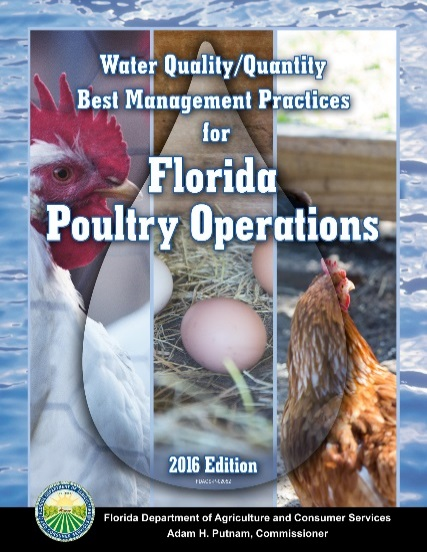 Water Quality/Quantity
Best Management Practices
for
Florida
Poultry Operations
2016 Edition
Florida Department of Agriculture and Consumer Services
Adam H. Putnam, Commissioner